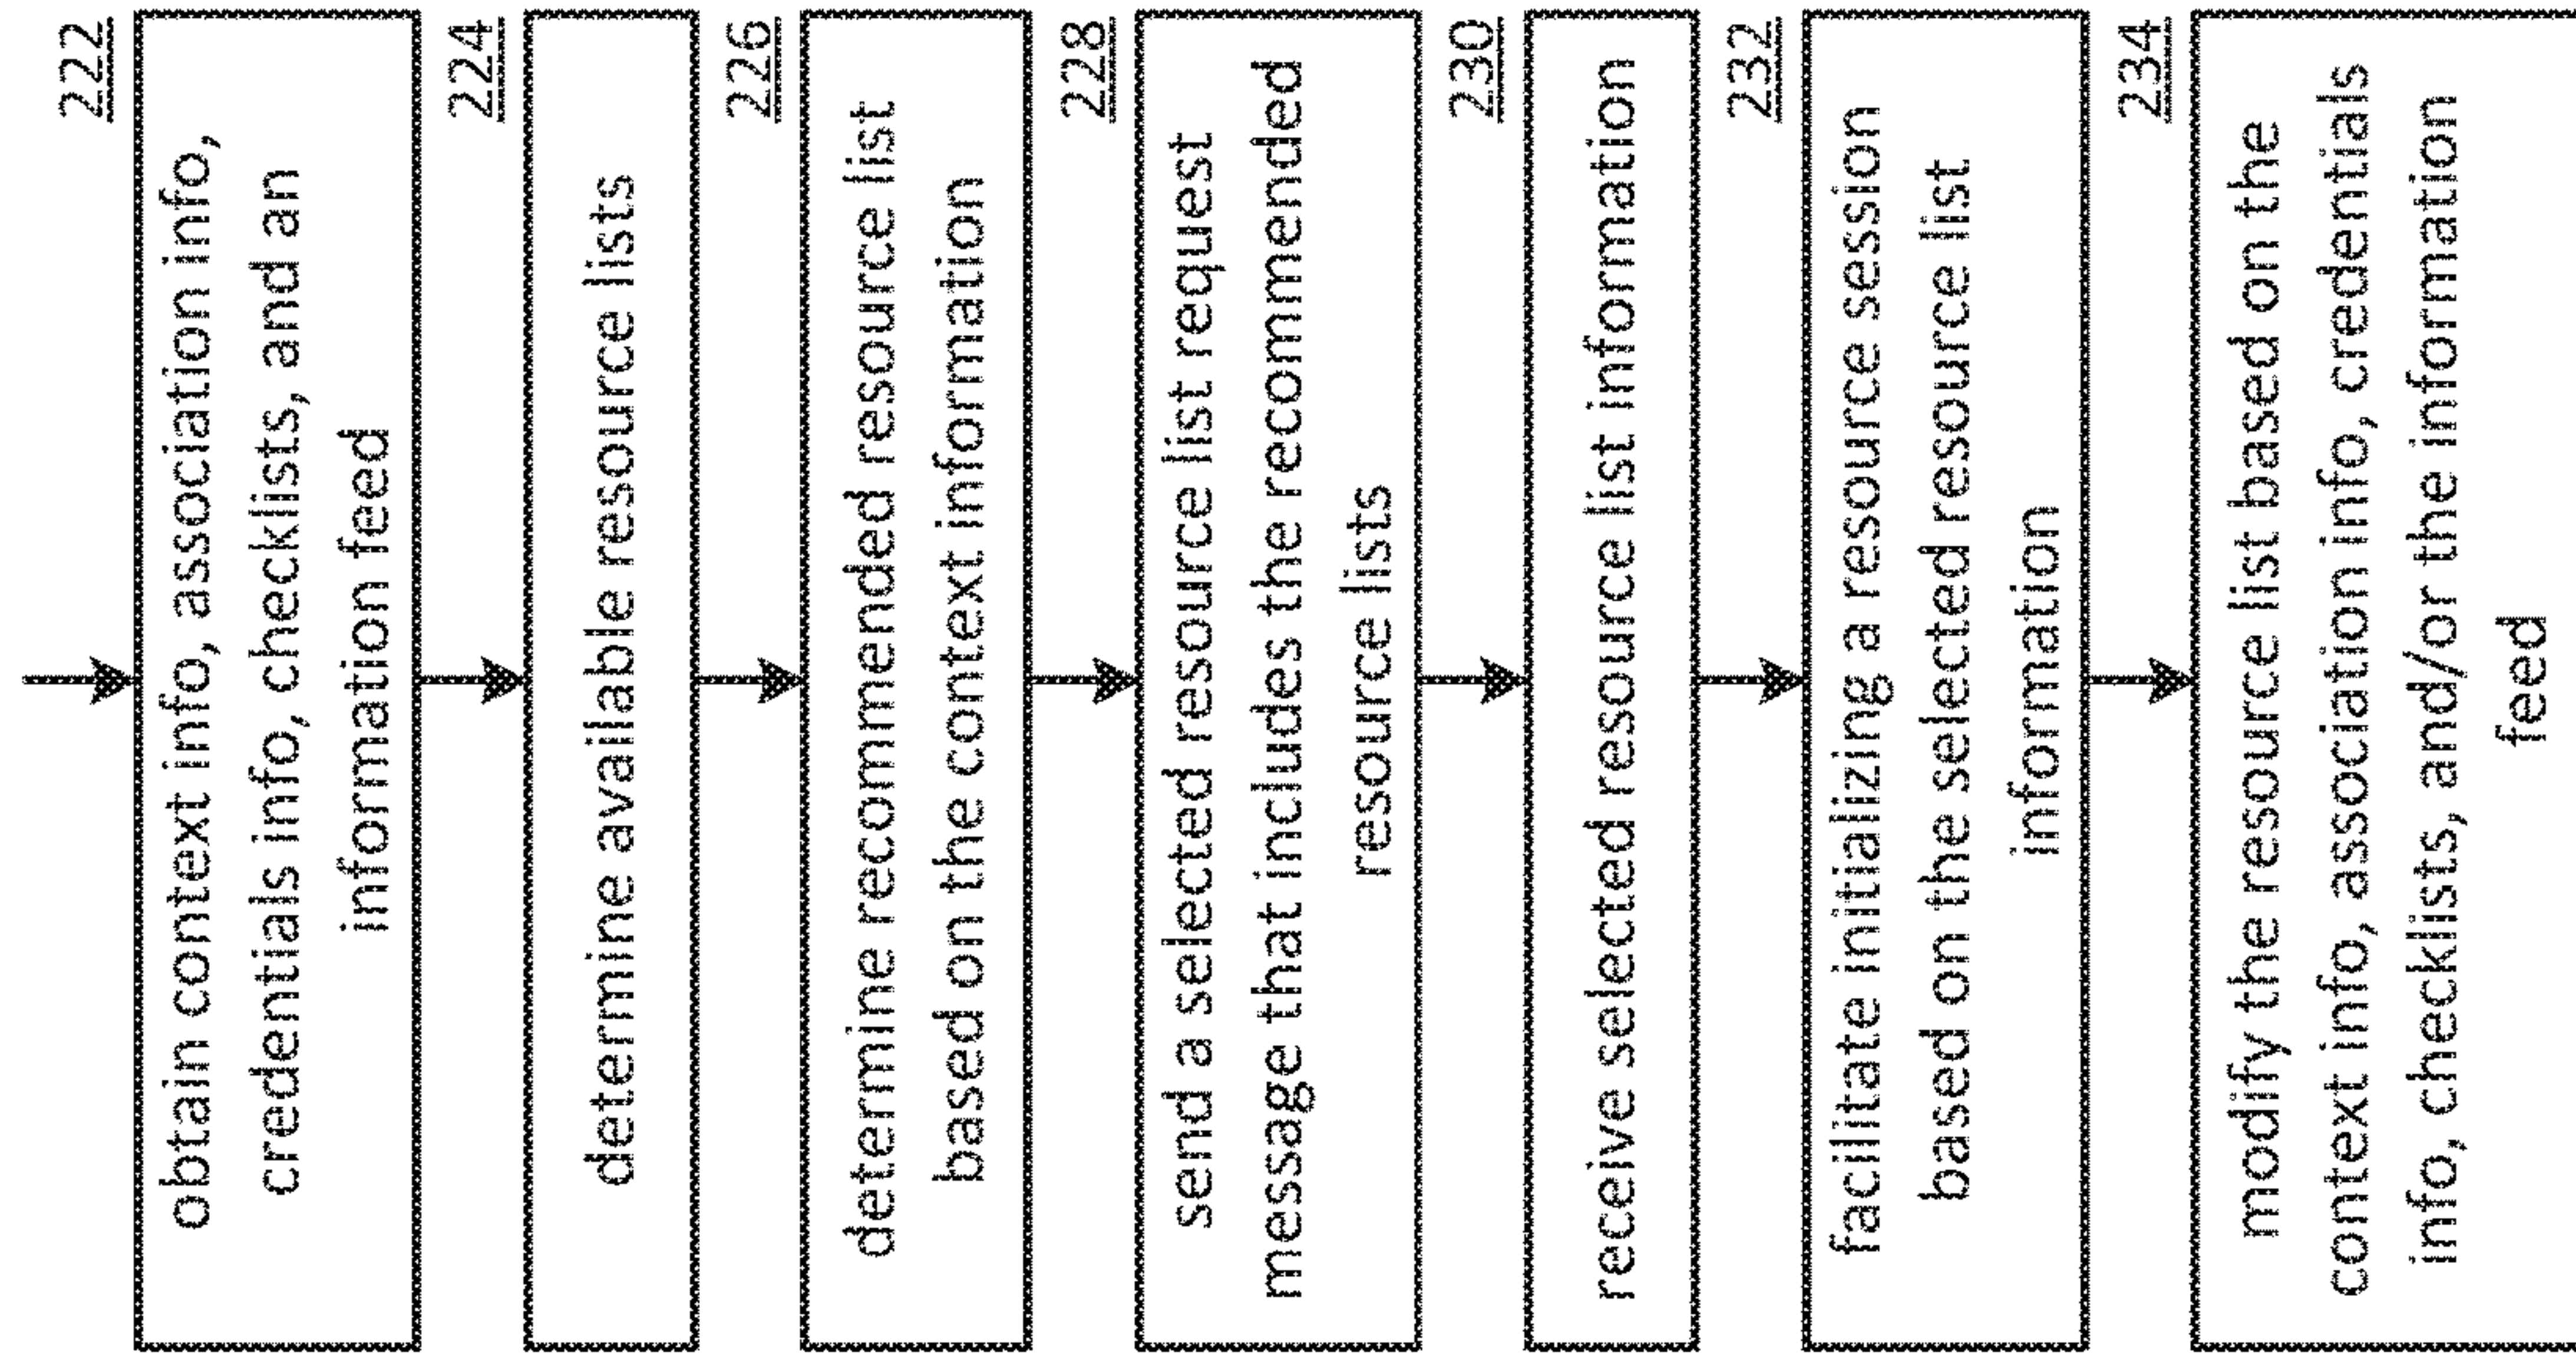 222
obtain context info, association info,
credentials info, checklists, and an
information feed
224
determine available resource lists
226
determine recommended resource list
based on the context information
228
send a selected resource list request
message that includes the recommended
resource lists
230
receive selected resource list information
232
facilitate initializing a resource session
based on the selected resource list
information
234
modify the resource list based on the
context info, association info, credentials
info, checklists, and/or the information
feed